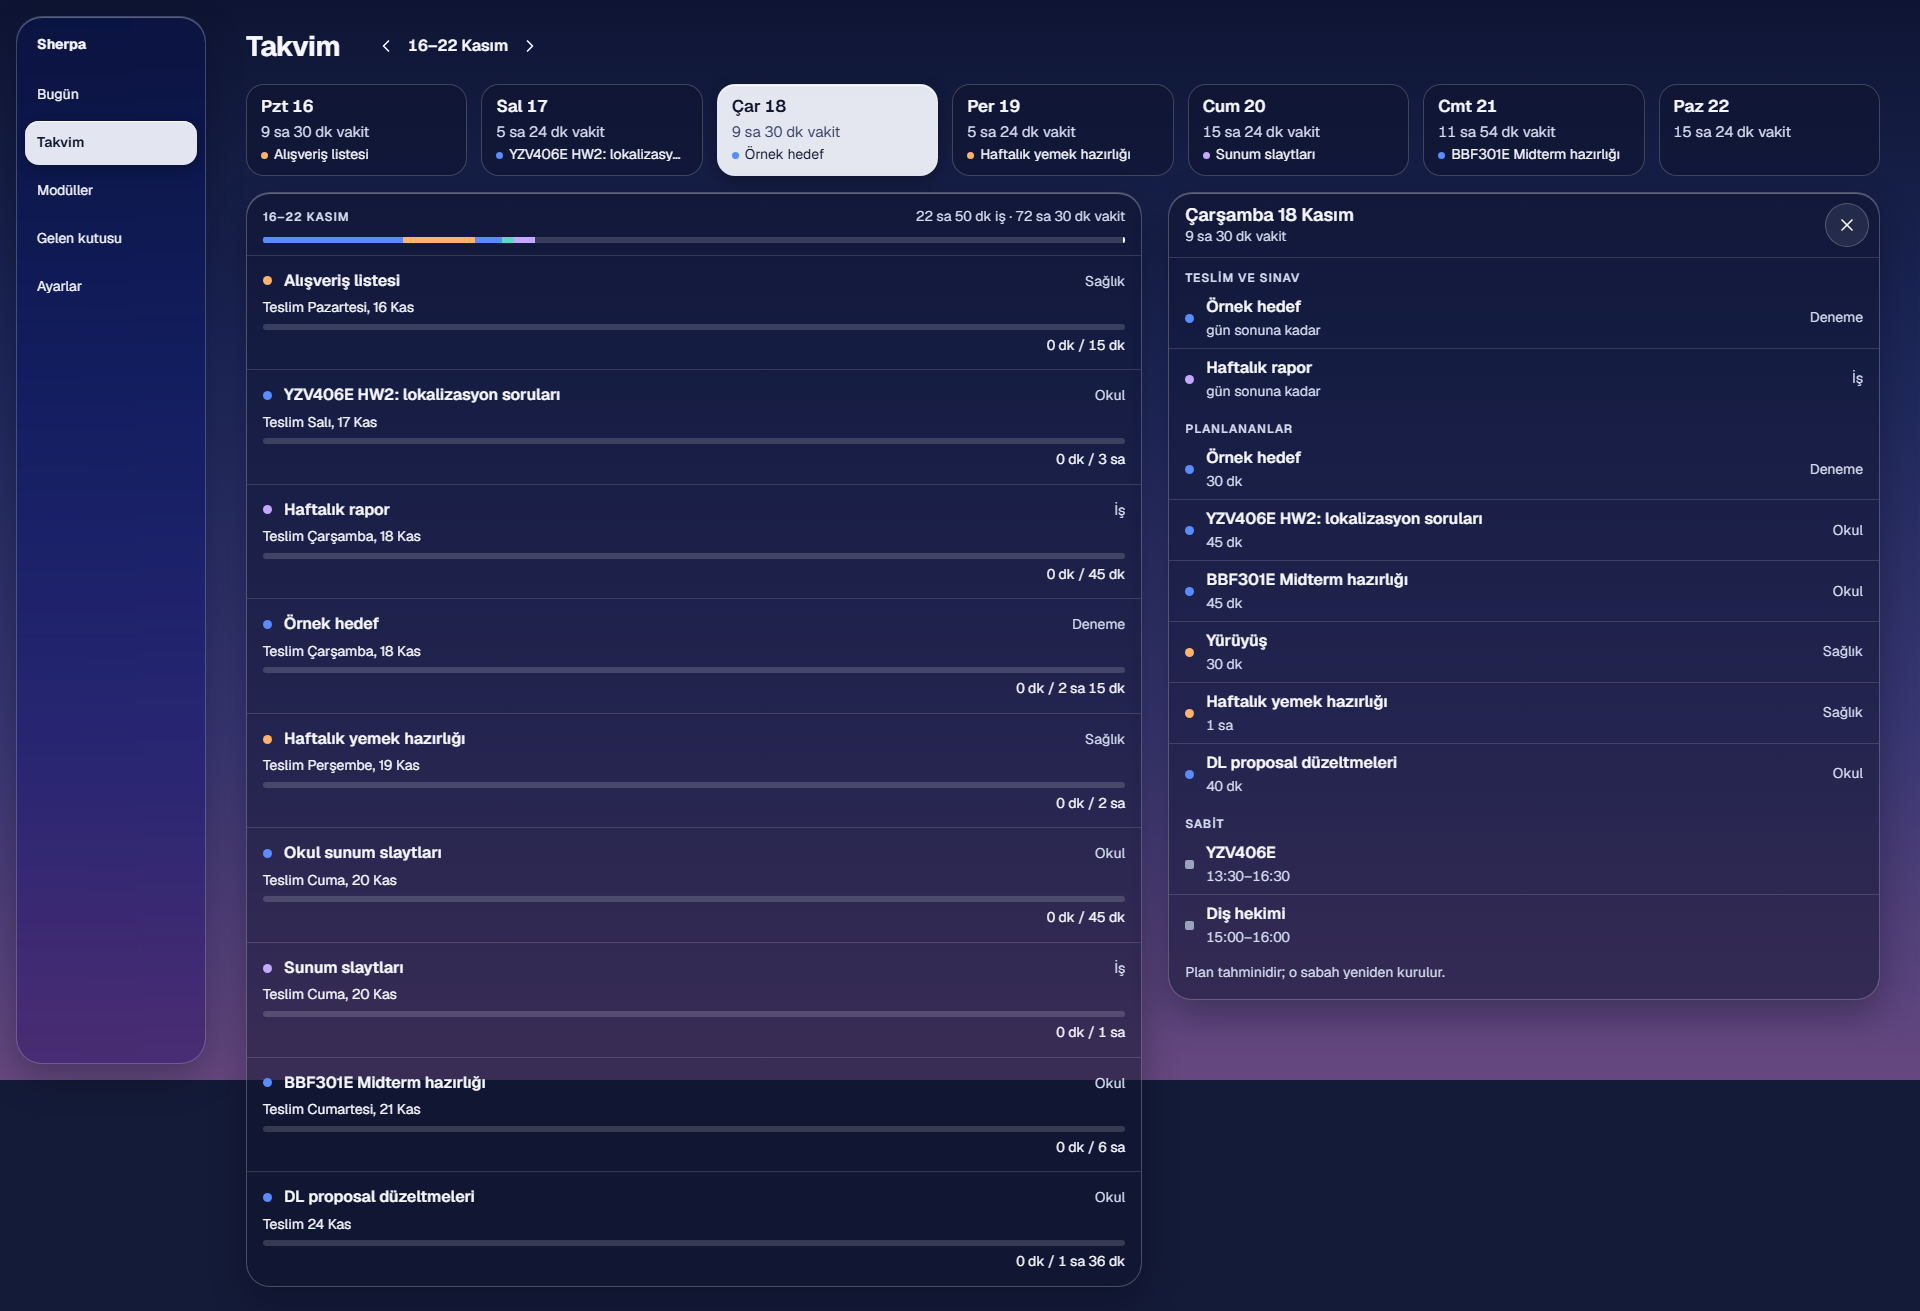 Sherpa
Bugün
Takvim
Modüller
Gelen kutusu
Ayarlar
Takvim
16–22 Kasım
Pzt 16
9 sa 30 dk vakit
Alışveriş listesi
Sal 17
5 sa 24 dk vakit
YZV406E HW2: lokalizasy...
Çar 18
9 sa 30 dk vakit
Örnek hedef
Per 19
5 sa 24 dk vakit
Haftalık yemek hazırlığı
Cum 20
15 sa 24 dk vakit
Sunum slaytları
Cmt 21
11 sa 54 dk vakit
BBF301E Midterm hazırlığı
Paz 22
15 sa 24 dk vakit
16–22 KASIM
22 sa 50 dk iş · 72 sa 30 dk vakit
Alışveriş listesi
Sağlık
Teslim Pazartesi, 16 Kas
0 dk / 15 dk
YZV406E HW2: lokalizasyon soruları
Okul
Teslim Salı, 17 Kas
0 dk / 3 sa
Haftalık rapor
İş
Teslim Çarşamba, 18 Kas
0 dk / 45 dk
Örnek hedef
Deneme
Teslim Çarşamba, 18 Kas
0 dk / 2 sa 15 dk
Haftalık yemek hazırlığı
Sağlık
Teslim Perşembe, 19 Kas
0 dk / 2 sa
Okul sunum slaytları
Okul
Teslim Cuma, 20 Kas
0 dk / 45 dk
Sunum slaytları
İş
Teslim Cuma, 20 Kas
0 dk / 1 sa
BBF301E Midterm hazırlığı
Okul
Teslim Cumartesi, 21 Kas
0 dk / 6 sa
DL proposal düzeltmeleri
Okul
Teslim 24 Kas
0 dk / 1 sa 36 dk
Çarşamba 18 Kasım
9 sa 30 dk vakit
TESLİM VE SINAV
Örnek hedef
gün sonuna kadar
Deneme
Haftalık rapor
gün sonuna kadar
İş
PLANLANANLAR
Örnek hedef
30 dk
Deneme
YZV406E HW2: lokalizasyon soruları
45 dk
Okul
BBF301E Midterm hazırlığı
45 dk
Okul
Yürüyüş
30 dk
Sağlık
Haftalık yemek hazırlığı
1 sa
Sağlık
DL proposal düzeltmeleri
40 dk
Okul
SABİT
YZV406E
13:30–16:30
Diş hekimi
15:00–16:00
Plan tahminidir; o sabah yeniden kurulur.